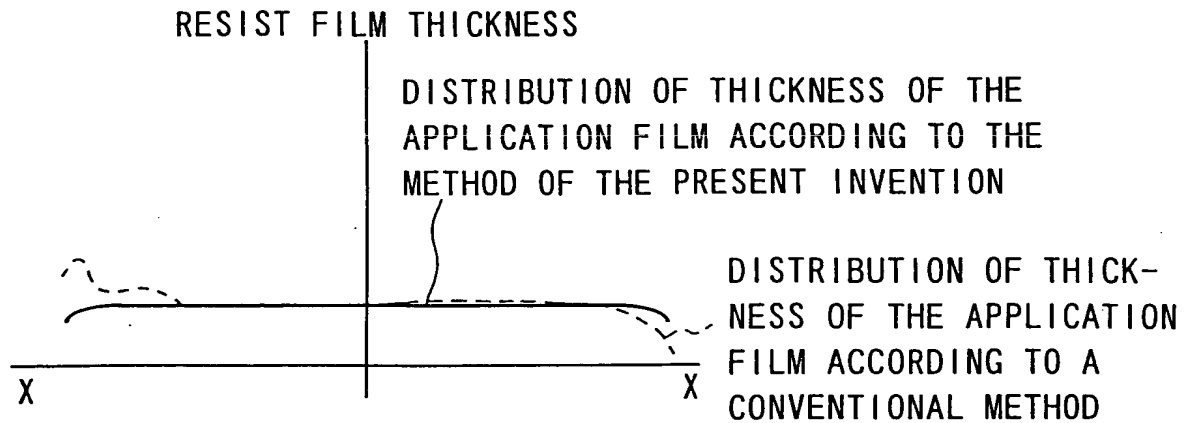 RESIST FILM THICKNESS
DISTRIBUTION OF THICKNESS OF THE
APPLICATION FILM ACCORDING TO THE
METHOD OF THE PRESENT INVENTION
DISTRIBUTION OF THICK-
NESS OF THE APPLICATION
FILM ACCORDING TO A
CONVENTIONAL METHOD
X
X